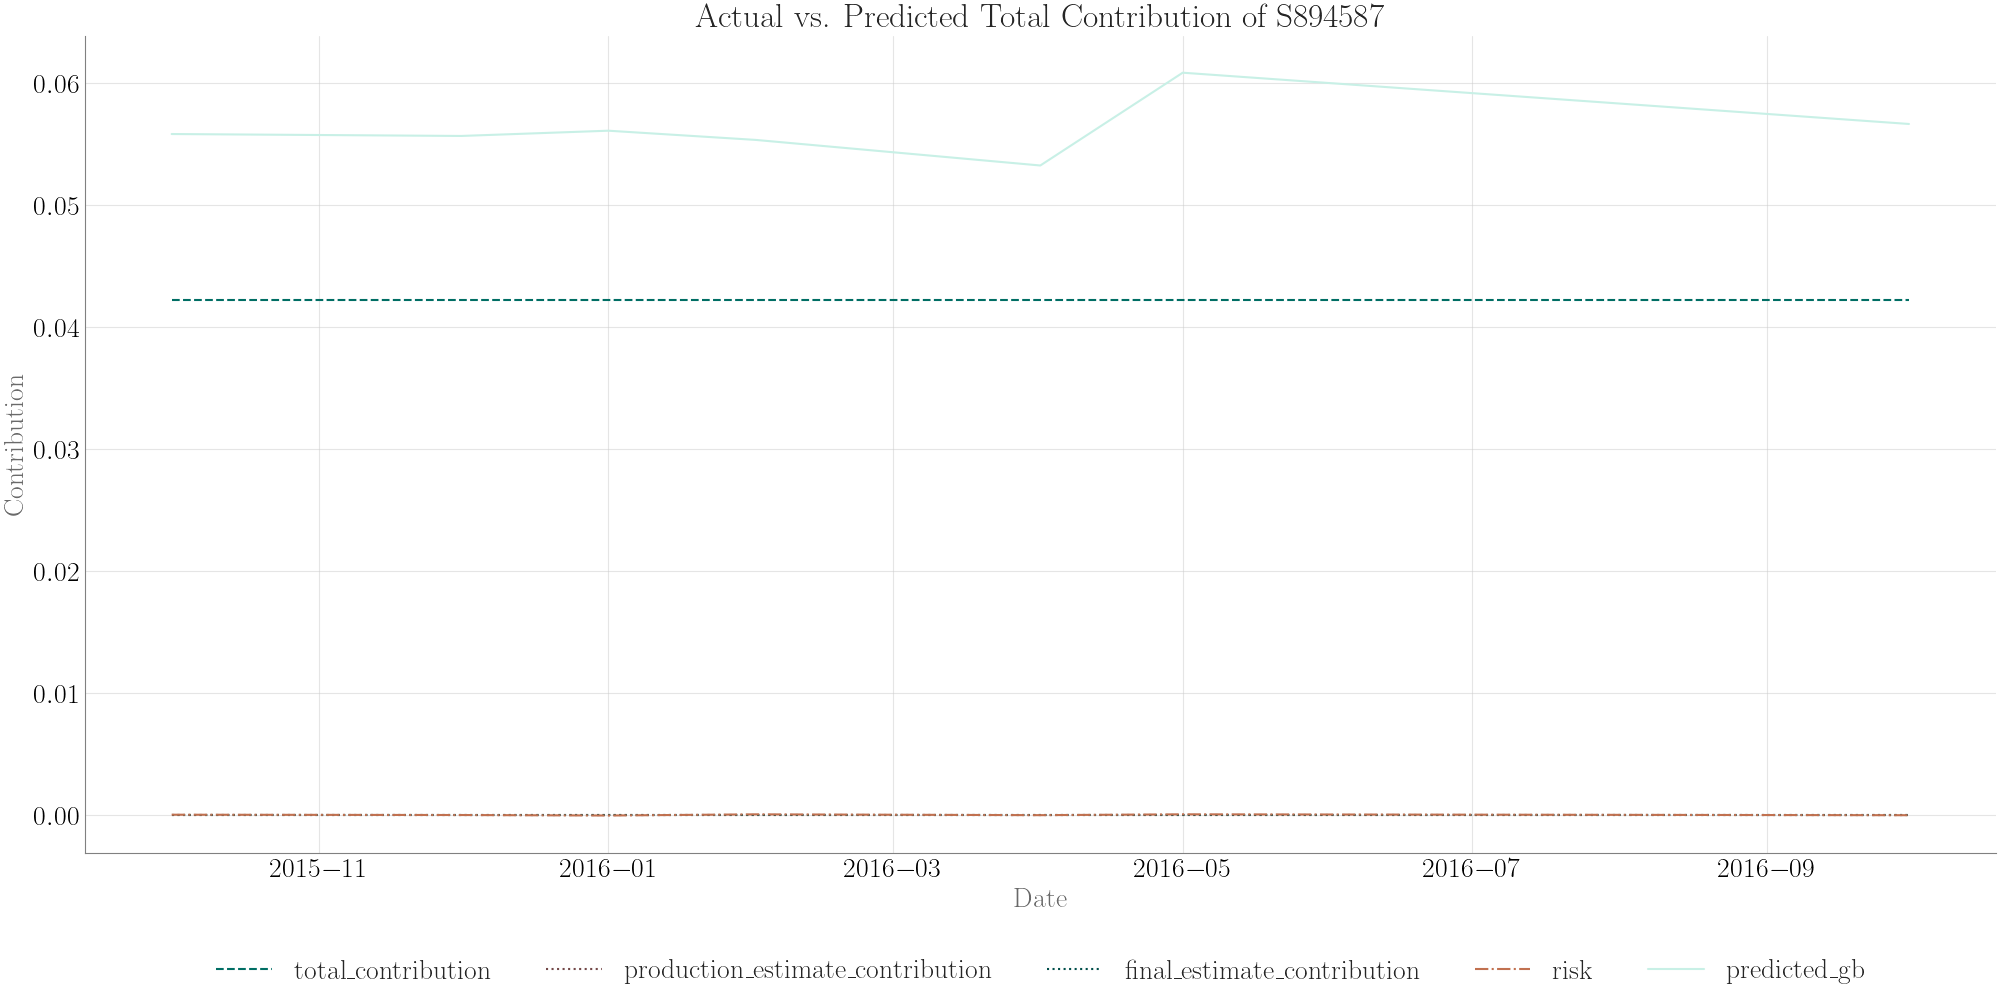 Actual vs. Predicted Total Contribution of S894587
0.06
0.05
0.04
0.03
0.02
0.01
0.00
Contribution
2015−11 2016−01 2016−03 2016−05 2016−07 2016−09
Date
total_contribution production_estimate_contribution final_estimate_contribution risk predicted_gb